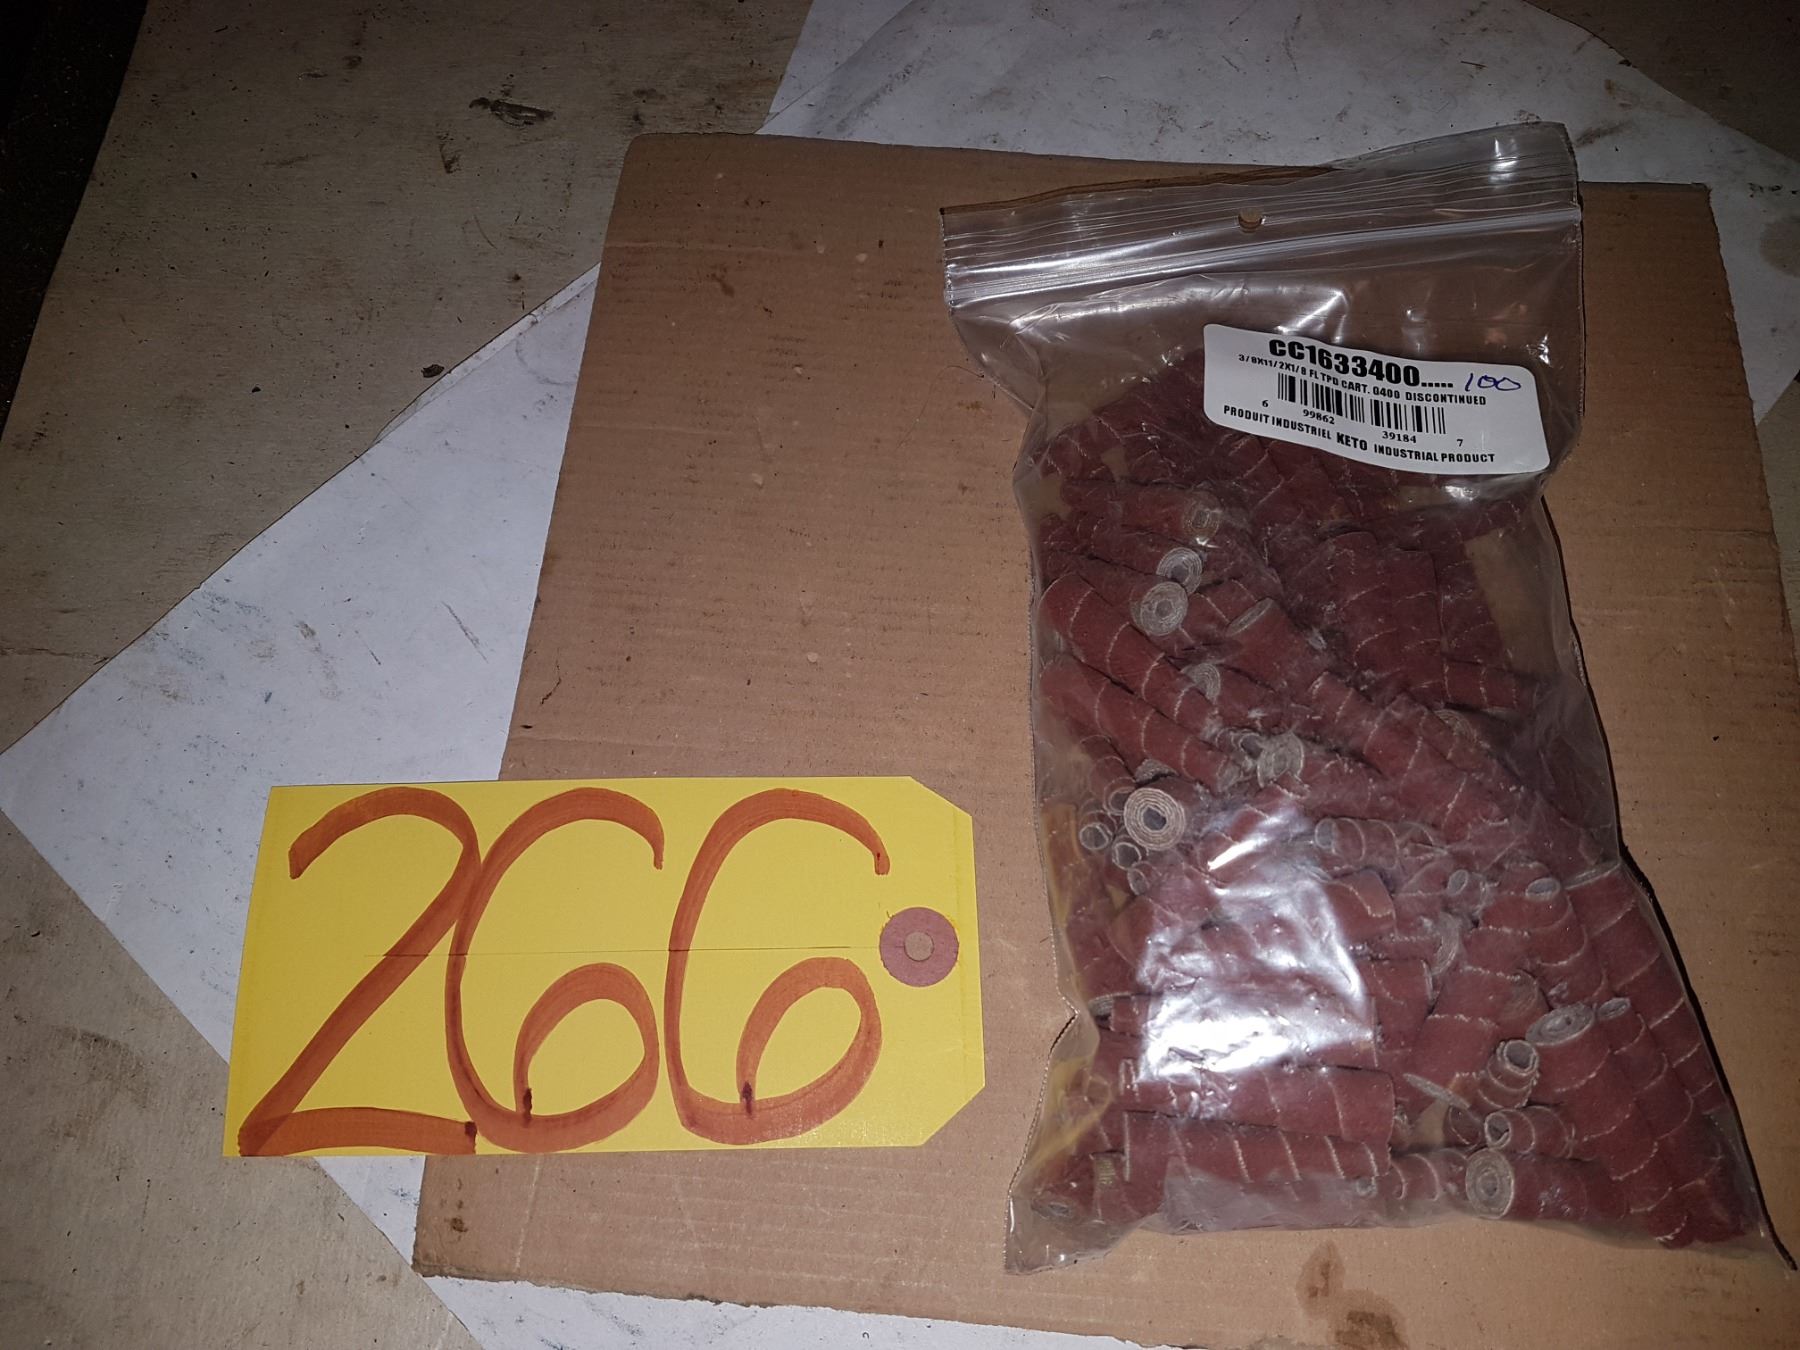 CC1633400..... 100
3/8X11/2X1/8 FL TPD CART. G400 DISCONTINUED
6 99862 39184 7
PRODUIT INDUSTRIEL KETO INDUSTRIAL PRODUCT
266